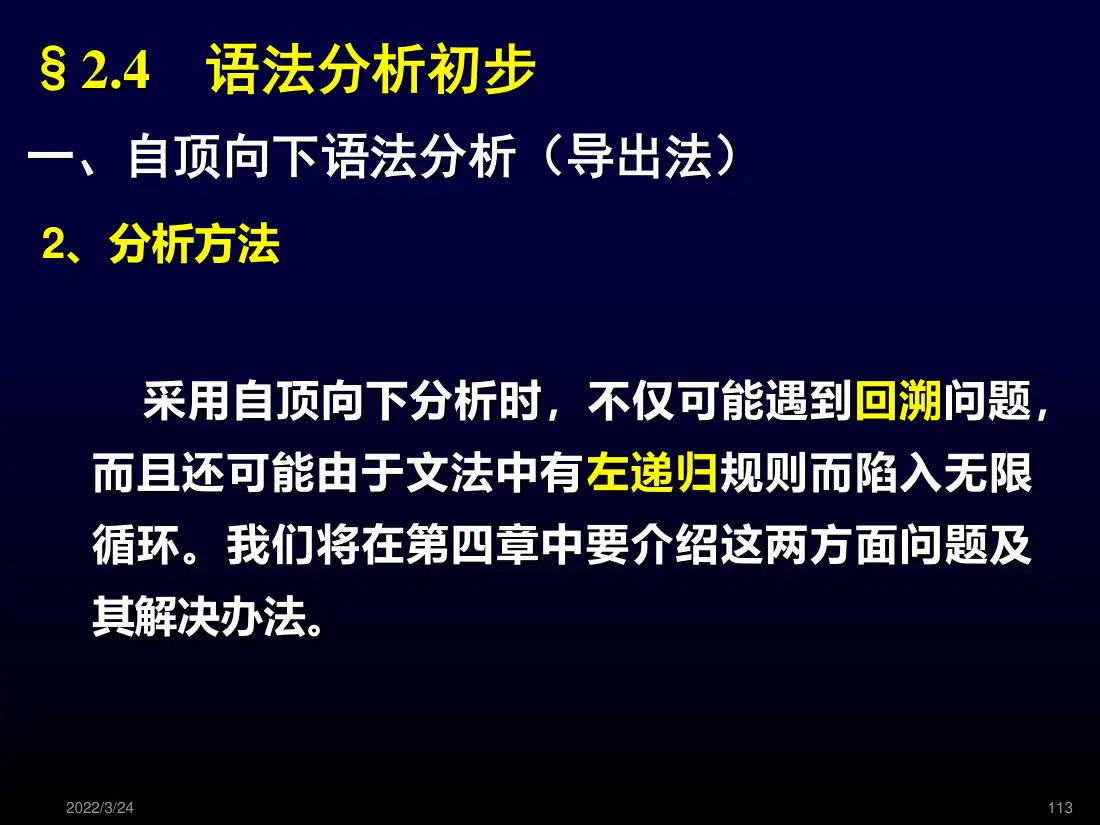 §2.4 语法分析初步
一、自顶向下语法分析（导出法）
2、分析方法
采用自顶向下分析时，不仅可能遇到回溯问题，
而且还可能由于文法中有左递归规则而陷入无限
循环。我们将在第四章中要介绍这两方面问题及
其解决办法。
2022/3/24
113